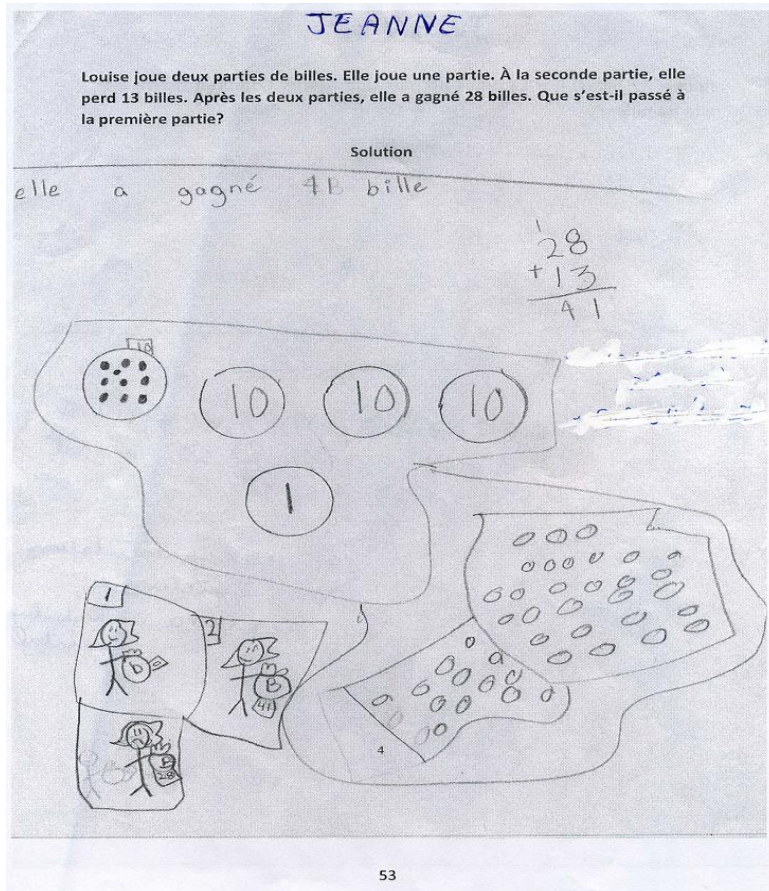 JEANNE
Louise joue deux parties de billes. Elle joue une partie. À la seconde partie, elle
perd 13 billes. Après les deux parties, elle a gagné 28 billes. Que s'est-il passé à
la première partie?
Solution
elle a gagné 41 bille
1
28
+13
41
10
10 10 10
1
1
2
B
B
41
B
28
4
53